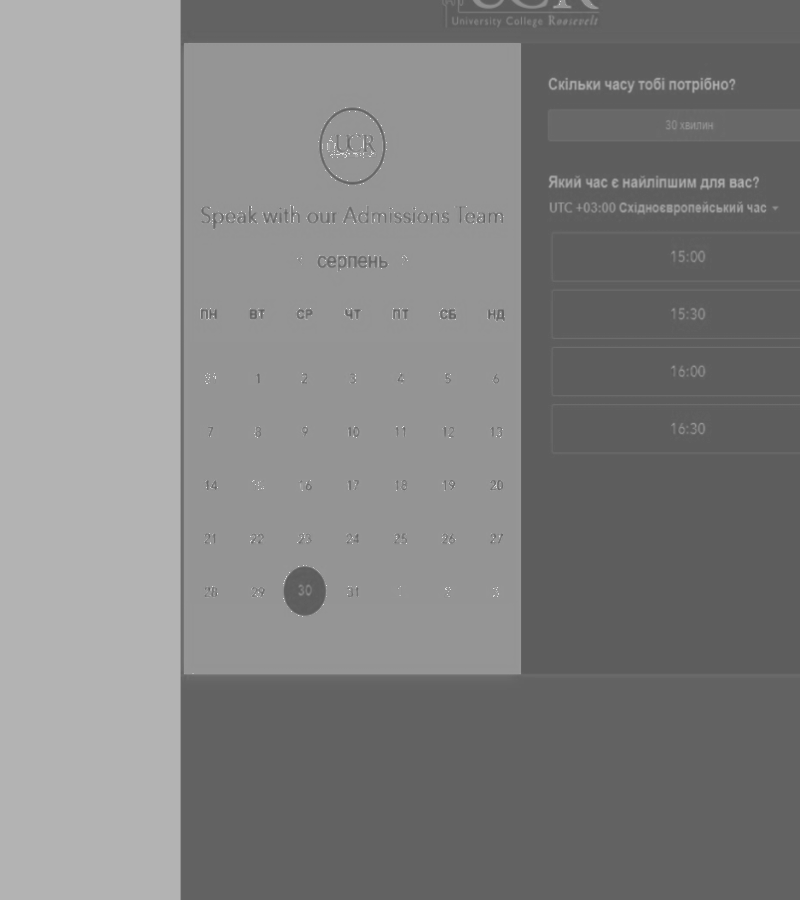 University College Roosevelt
UCR
Speak with our Admissions Team
серпень
ПН ВТ СР ЧТ ПТ СБ НД
31 1 2 3 4 5 6
7 8 9 10 11 12 13
14 15 16 17 18 19 20
21 22 23 24 25 26 27
28 29 30 31 1 2 3
Скільки часу тобі потрібно?
30 хвилин
Який час є найліпшим для вас?
UTC +03:00 Східноєвропейський час
15:00
15:30
16:00
16:30